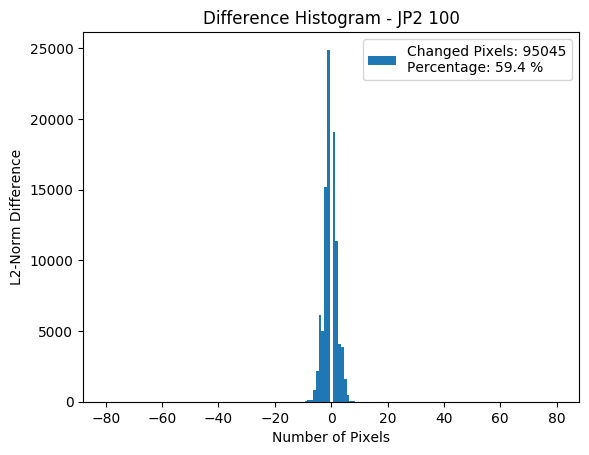 Difference Histogram - JP2 100
Changed Pixels: 95045
Percentage: 59.4 %
25000
20000
15000
10000
5000
0
L2-Norm Difference
−80 −60 −40 −20 0 20 40 60 80
Number of Pixels